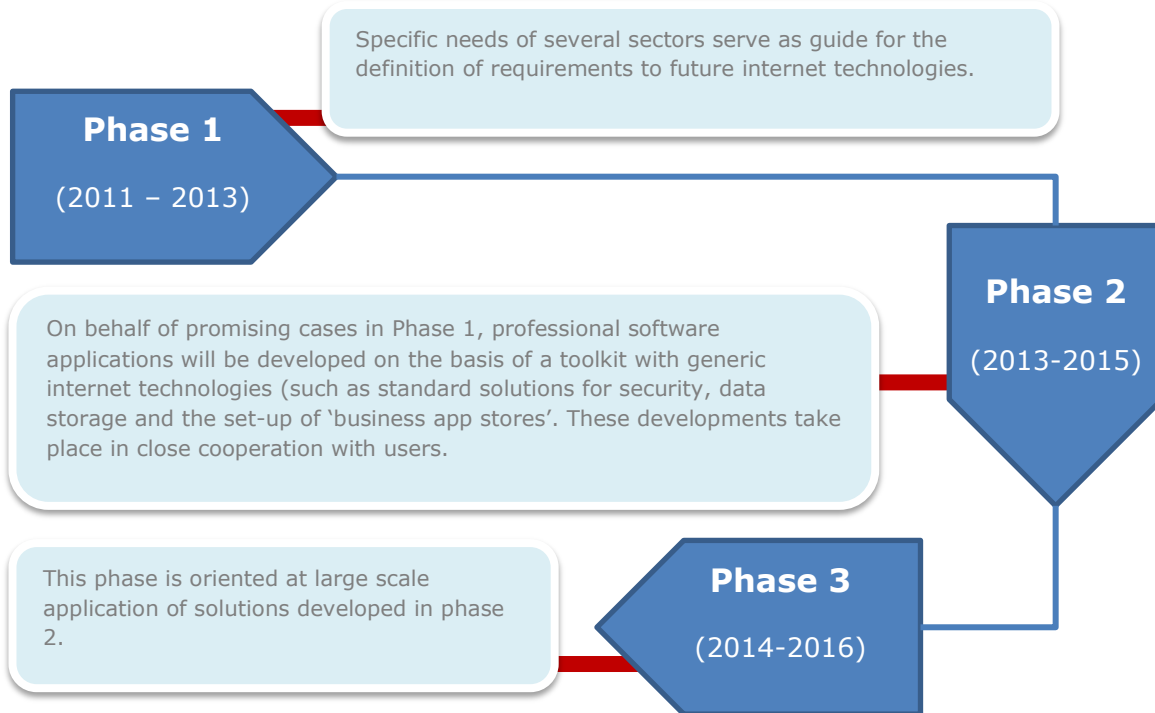 Specific needs of several sectors serve as guide for the
definition of requirements to future internet technologies.
Phase 1
(2011 – 2013)
Phase 2
(2013-2015)
On behalf of promising cases in Phase 1, professional software
applications will be developed on the basis of a toolkit with generic
internet technologies (such as standard solutions for security, data
storage and the set-up of ‘business app stores’. These developments take
place in close cooperation with users.
This phase is oriented at large scale
application of solutions developed in phase
2.
Phase 3
(2014-2016)